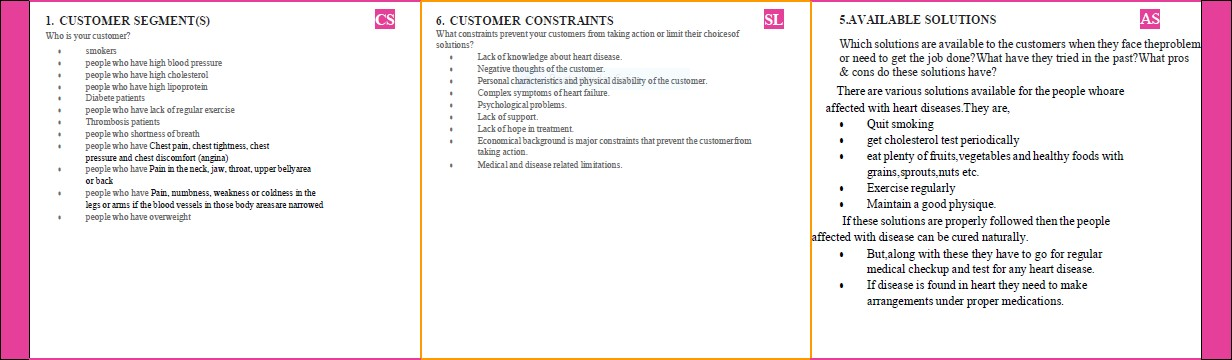 1. CUSTOMER SEGMENT(S)
CS
Who is your customer?
• smokers
• people who have high blood pressure
• people who have high cholesterol
• people who have high lipoprotein
• Diabete patients
• people who have lack of regular exercise
• Thrombosis patients
• people who shortness of breath
• people who have Chest pain, chest tightness, chest
pressure and chest discomfort (angina)
• people who have Pain in the neck, jaw, throat, upper bellyarea
or back
• people who have Pain, numbness, weakness or coldness in the
legs or arms if the blood vessels in those body areasare narrowed
• people who have overweight
6. CUSTOMER CONSTRAINTS
SL
What constraints prevent your customers from taking action or limit their choicesof
solutions?
• Lack of knowledge about heart disease.
• Negative thoughts of the customer.
• Personal characteristics and physical disability of the customer.
• Complex symptoms of heart failure.
• Psychological problems.
• Lack of support.
• Lack of hope in treatment.
• Economical background is major constraints that prevent the customerfrom
taking action.
• Medical and disease related limitations.
5.AVAILABLE SOLUTIONS
AS
Which solutions are available to the customers when they face theproblem
or need to get the job done?What have they tried in the past?What pros
& cons do these solutions have?
There are various solutions available for the people whoare
affected with heart diseases.They are,
• Quit smoking
• get cholesterol test periodically
• eat plenty of fruits,vegetables and healthy foods with
grains,sprouts,nuts etc.
• Exercise regularly
• Maintain a good physique.
If these solutions are properly followed then the people
affected with disease can be cured naturally.
• But,along with these they have to go for regular
medical checkup and test for any heart disease.
• If disease is found in heart they need to make
arrangements under proper medications.